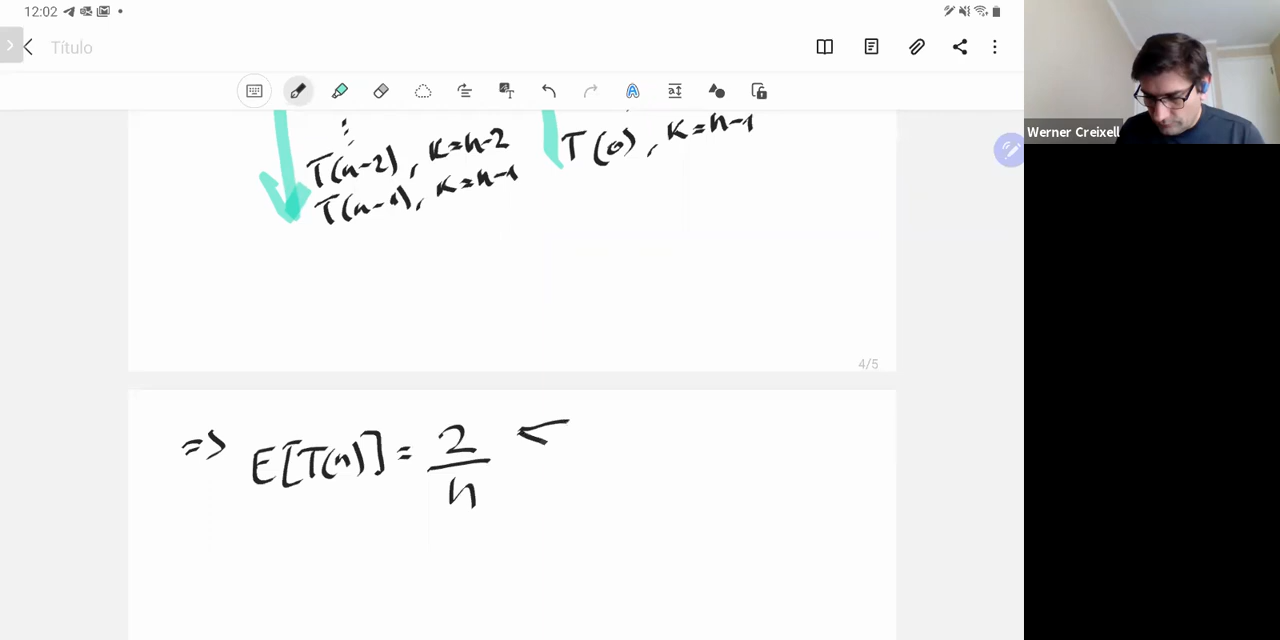 12:02
Título
T(n-2), k=n-2
T(n-1), k=n-1
T(0), k=n-1
4/5
=> E[T(n)] = 2/n
Werner Creixell